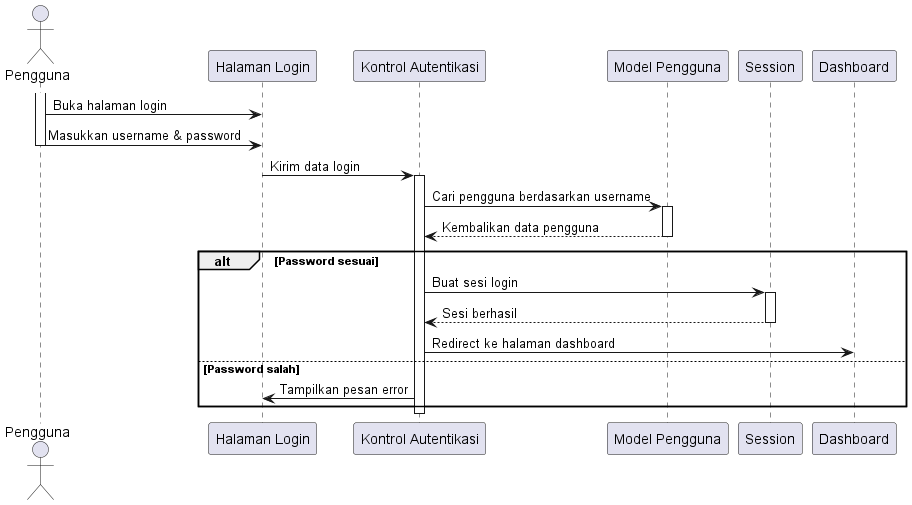 Pengguna
Halaman Login
Kontrol Autentikasi
Model Pengguna
Session
Dashboard
Buka halaman login
Masukkan username & password
Kirim data login
Cari pengguna berdasarkan username
Kembalikan data pengguna
alt
[Password sesuai]
Buat sesi login
Sesi berhasil
Redirect ke halaman dashboard
[Password salah]
Tampilkan pesan error
Pengguna
Halaman Login
Kontrol Autentikasi
Model Pengguna
Session
Dashboard